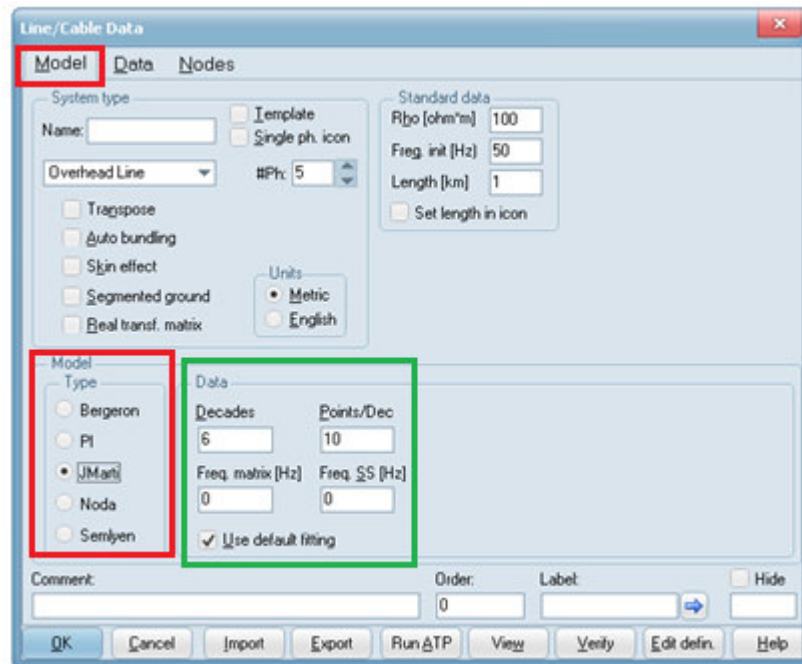 Line/Cable Data
Model Data Nodes
System type
Name:
Template
Single ph. icon
Overhead Line
#Ph: 5
Transpose
Auto bundling
Skin effect
Segmented ground
Real transf. matrix
Units
Metric
English
Standard data
Rho [ohm*m] 100
Freq. init [Hz] 50
Length [km] 1
Set length in icon
Model
Type
Bergeron
PI
JMarti
Noda
Semlyen
Data
Decades Points/Dec
6 10
Freq. matrix [Hz] Freq. SS [Hz]
0 0
Use default fitting
Comment: Order: Label: Hide
0
OK Cancel Import Export Run ATP View Verify Edit defin. Help